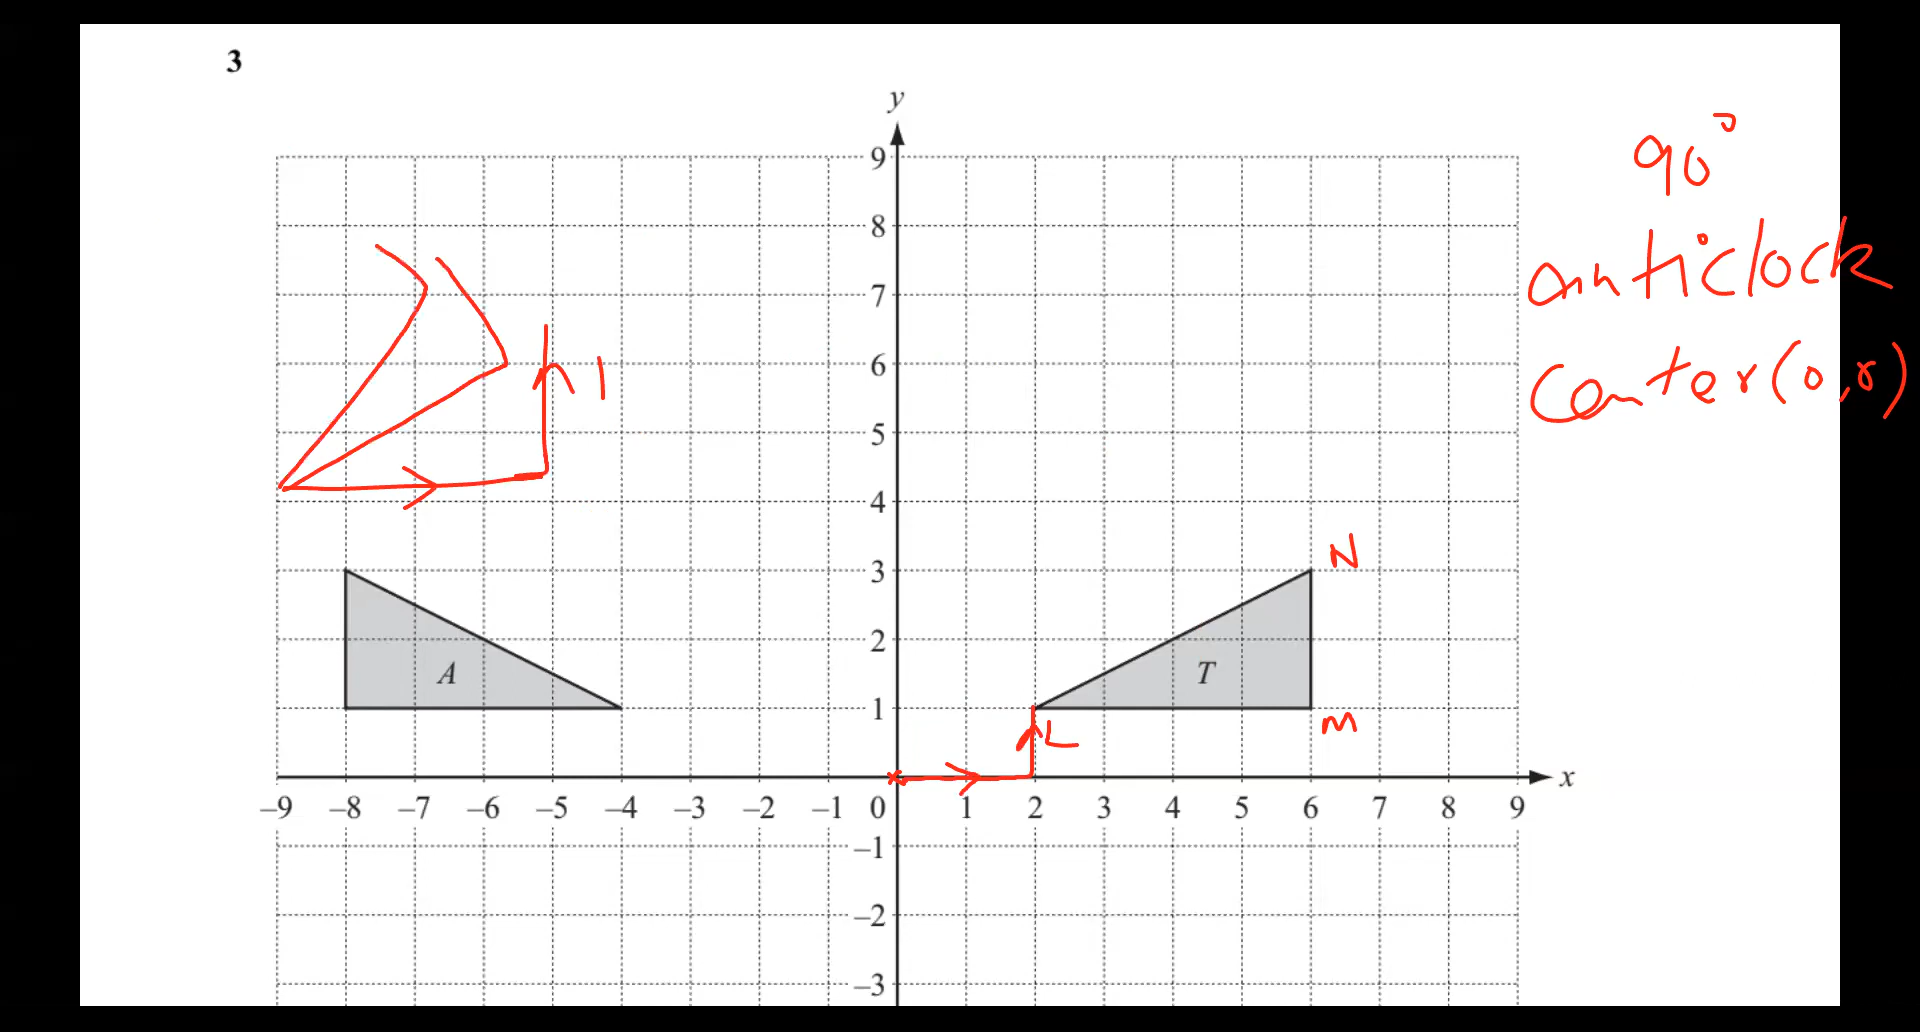 3
y
90°
9
8
anticlock
7
6
center(0,0)
5
4
N
3
2
A
T
1
L
M
x
–9 –8 –7 –6 –5 –4 –3 –2 –1 0 1 2 3 4 5 6 7 8 9
–1
–2
–3